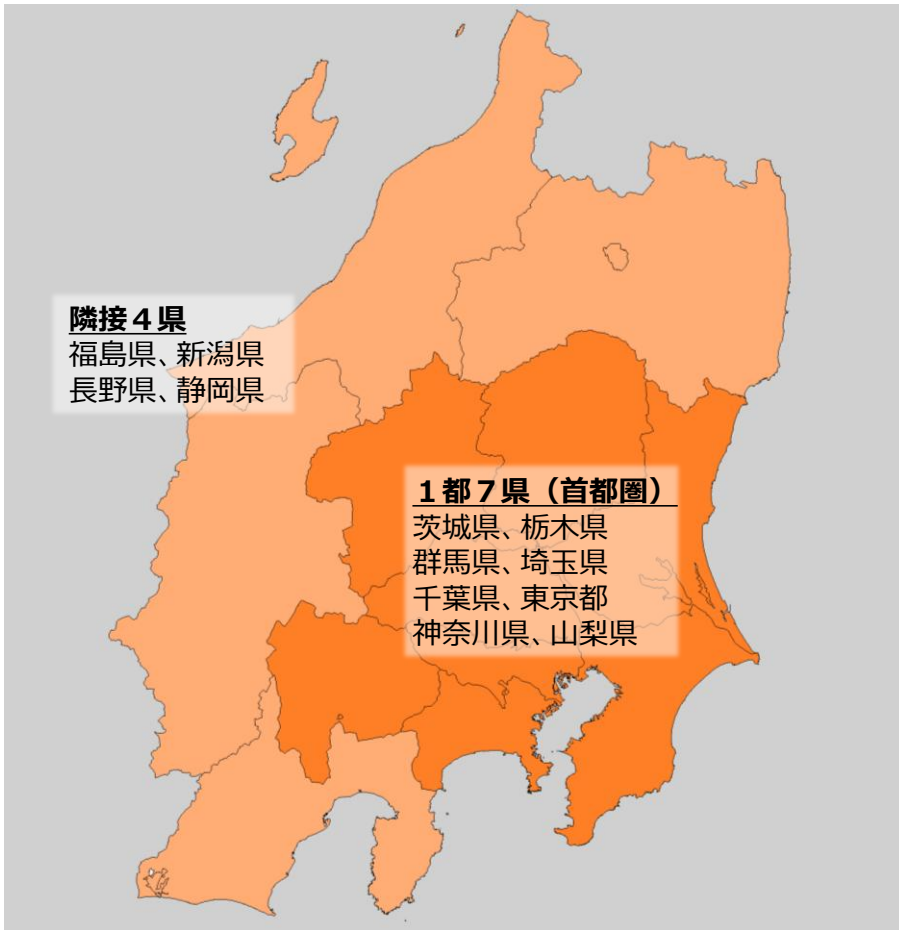 隣接４県
福島県、新潟県
長野県、静岡県
１都７県（首都圏）
茨城県、栃木県
群馬県、埼玉県
千葉県、東京都
神奈川県、山梨県